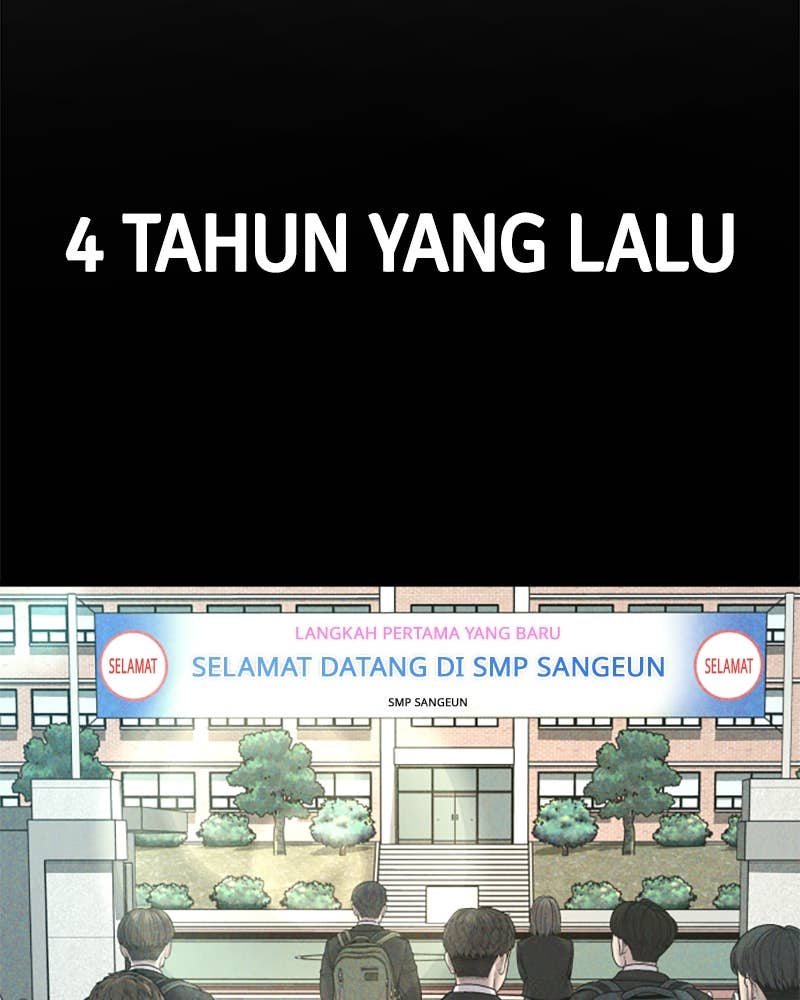 4 TAHUN YANG LALU
LANGKAH PERTAMA YANG BARU
SELAMAT
SELAMAT DATANG DI SMP SANGEUN
SELAMAT
SMP SANGEUN